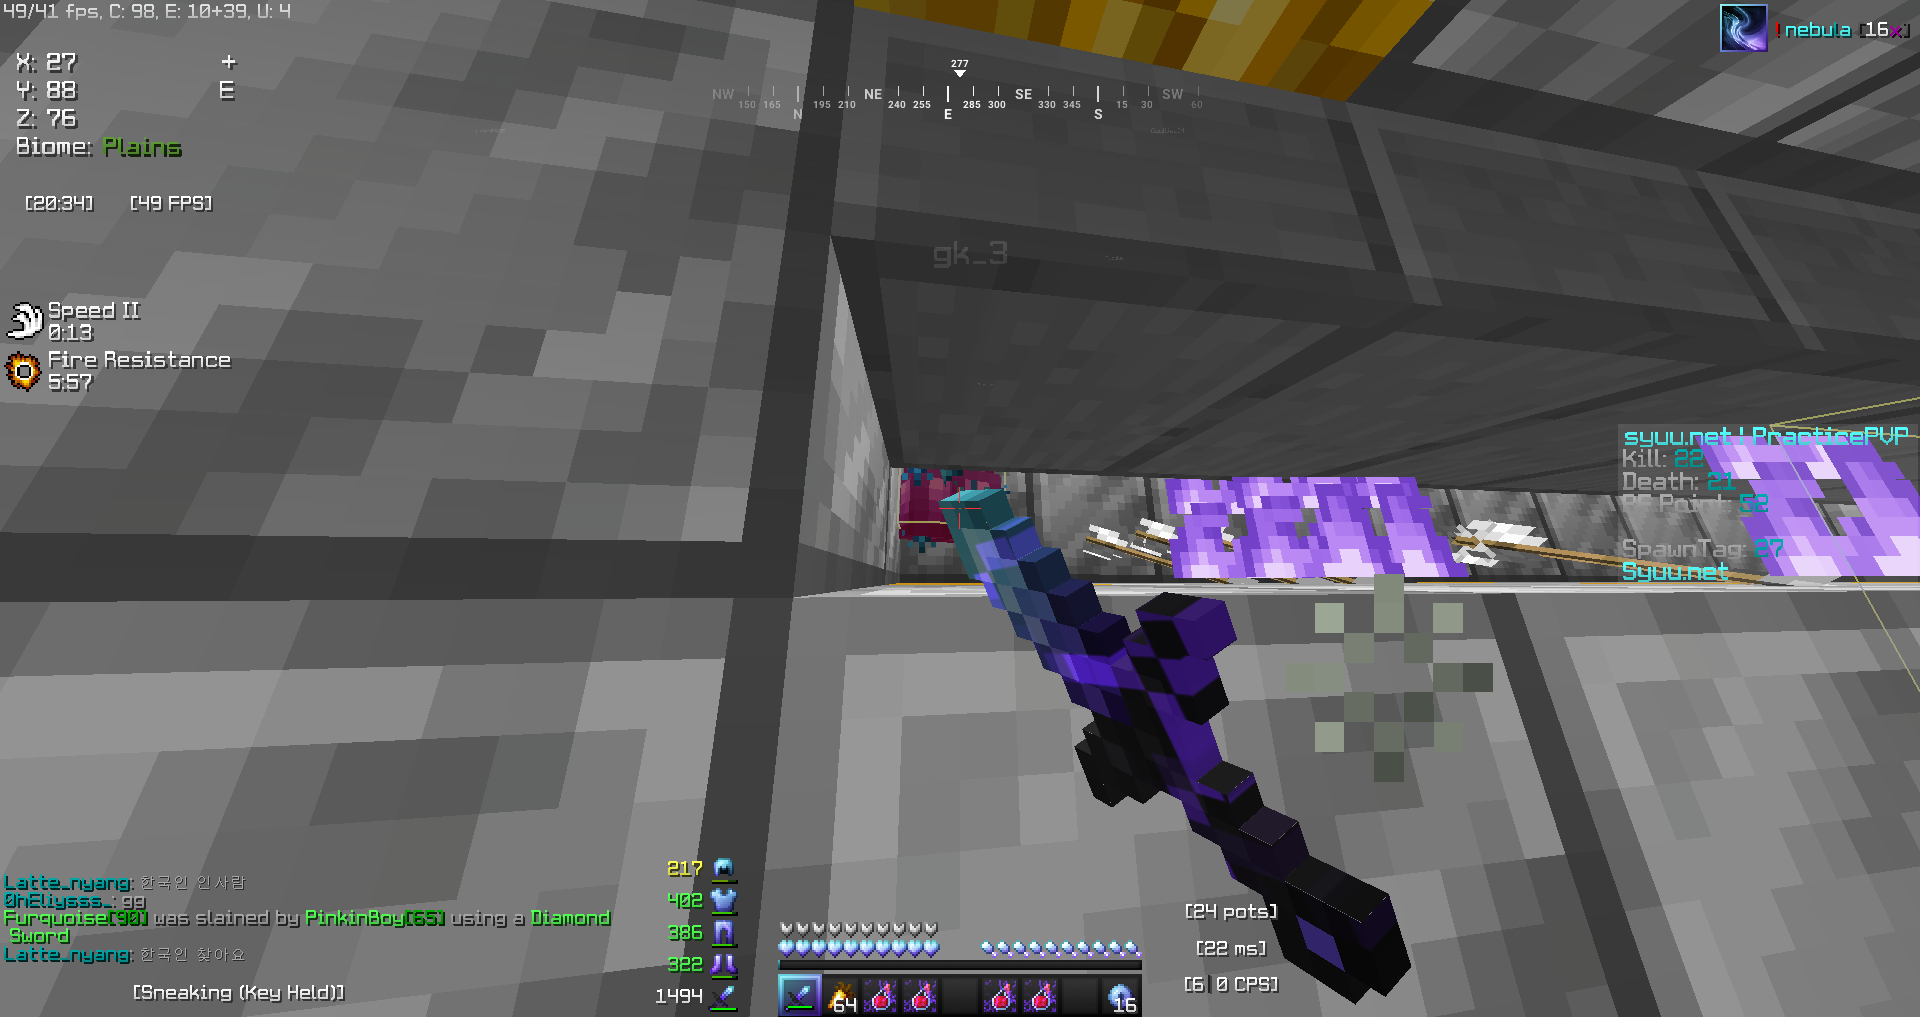 49/41 fps, C: 98, E: 10+39, U: 4
! nebula [16x]
X: 27 +
Y: 88 E
Z: 76
Biome: Plains
277
NW 150 165 195 210 NE 240 255 285 300 SE 330 345 15 30 SW 60
N E S
[20:34] [49 FPS]
gk_3
Speed II
0:13
Fire Resistance
5:57
syuu.net | PracticePVP
Kill: 22
Death: 21
Point: 52
SpawnTag: 27
Syuu.net
217
Latte_nyang: 한국인 인사람
0hEliysss_: gg
402
Furquoise[90] was slained by PinkinBoy[65] using a Diamond
Sword
386
Latte_nyang: 한국인 찾아요
322
[Sneaking (Key Held)]
1494
[24 pots]
[22 ms]
[6 | 0 CPS]
64
16